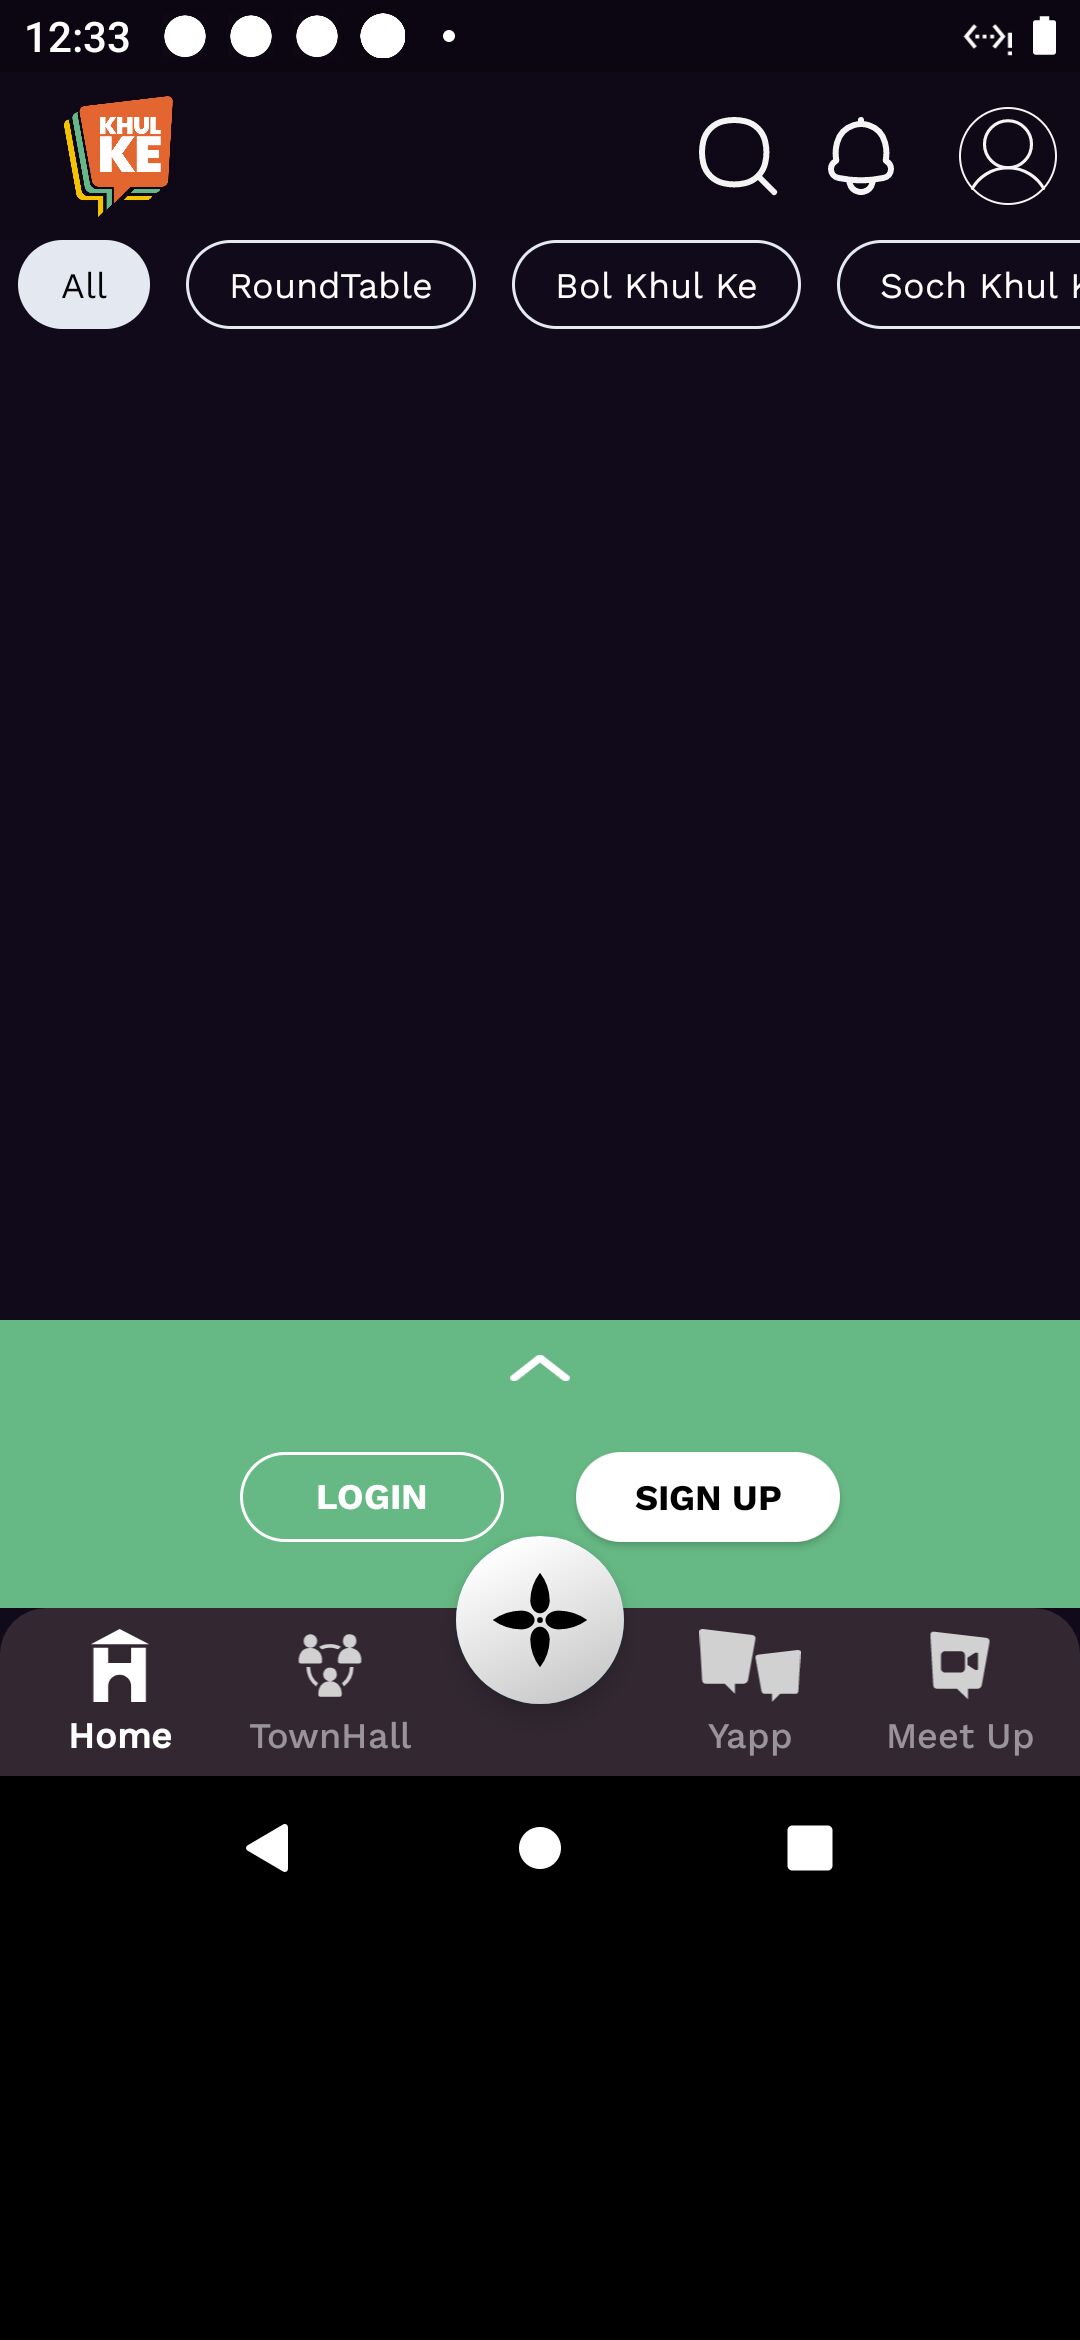 12:33
KHUL
KE
All
RoundTable
Bol Khul Ke
Soch Khul
LOGIN
SIGN UP
Home
TownHall
Yapp
Meet Up